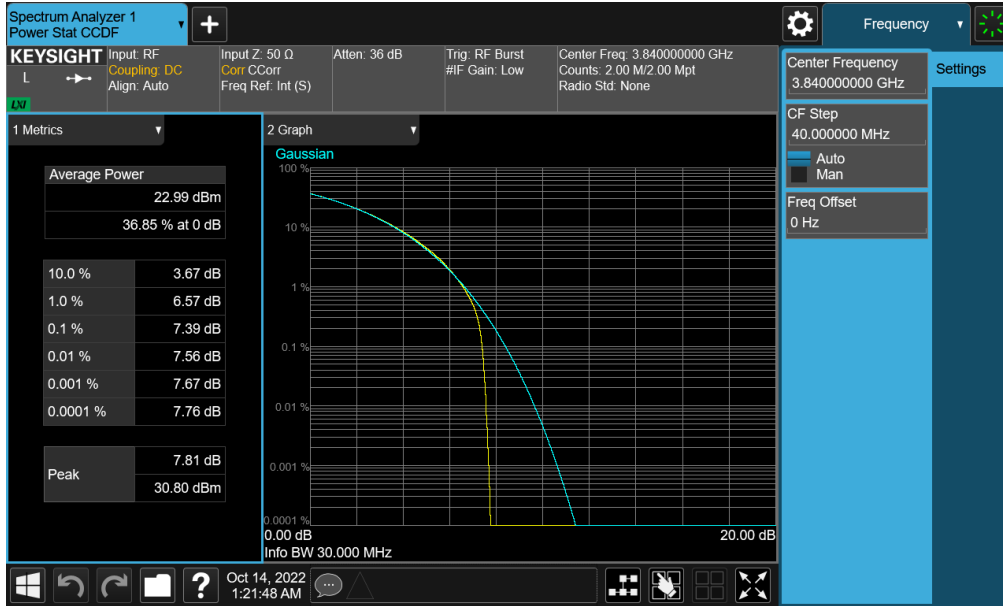 Spectrum Analyzer 1
Power Stat CCDF
Frequency
KEYSIGHT
L
LXI
Input: RF
Coupling: DC
Align: Auto
Input Z: 50 Ω
Corr CCorr
Freq Ref: Int (S)
Atten: 36 dB
Trig: RF Burst
#IF Gain: Low
Center Freq: 3.840000000 GHz
Counts: 2.00 M/2.00 Mpt
Radio Std: None
Center Frequency
3.840000000 GHz
Settings
CF Step
40.000000 MHz
Auto
Man
Freq Offset
0 Hz
1 Metrics
Average Power
22.99 dBm
36.85 % at 0 dB
10.0 % 3.67 dB
1.0 % 6.57 dB
0.1 % 7.39 dB
0.01 % 7.56 dB
0.001 % 7.67 dB
0.0001 % 7.76 dB
Peak
7.81 dB
30.80 dBm
2 Graph
Gaussian
100 %
10 %
1 %
0.1 %
0.01 %
0.001 %
0.0001 %
0.00 dB 20.00 dB
Info BW 30.000 MHz
?
Oct 14, 2022
1:21:48 AM